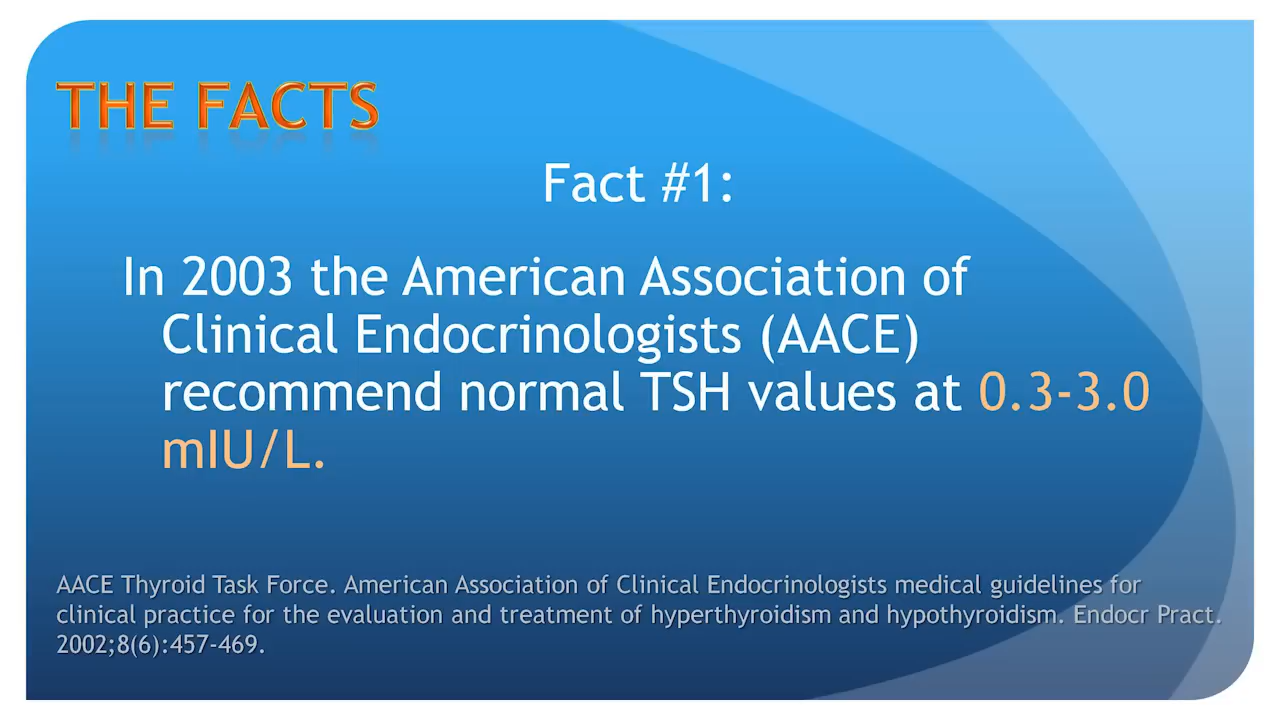 THE FACTS
Fact #1:
In 2003 the American Association of
Clinical Endocrinologists (AACE)
recommend normal TSH values at 0.3-3.0
mIU/L.
AACE Thyroid Task Force. American Association of Clinical Endocrinologists medical guidelines for
clinical practice for the evaluation and treatment of hyperthyroidism and hypothyroidism. Endocr Pract.
2002;8(6):457-469.